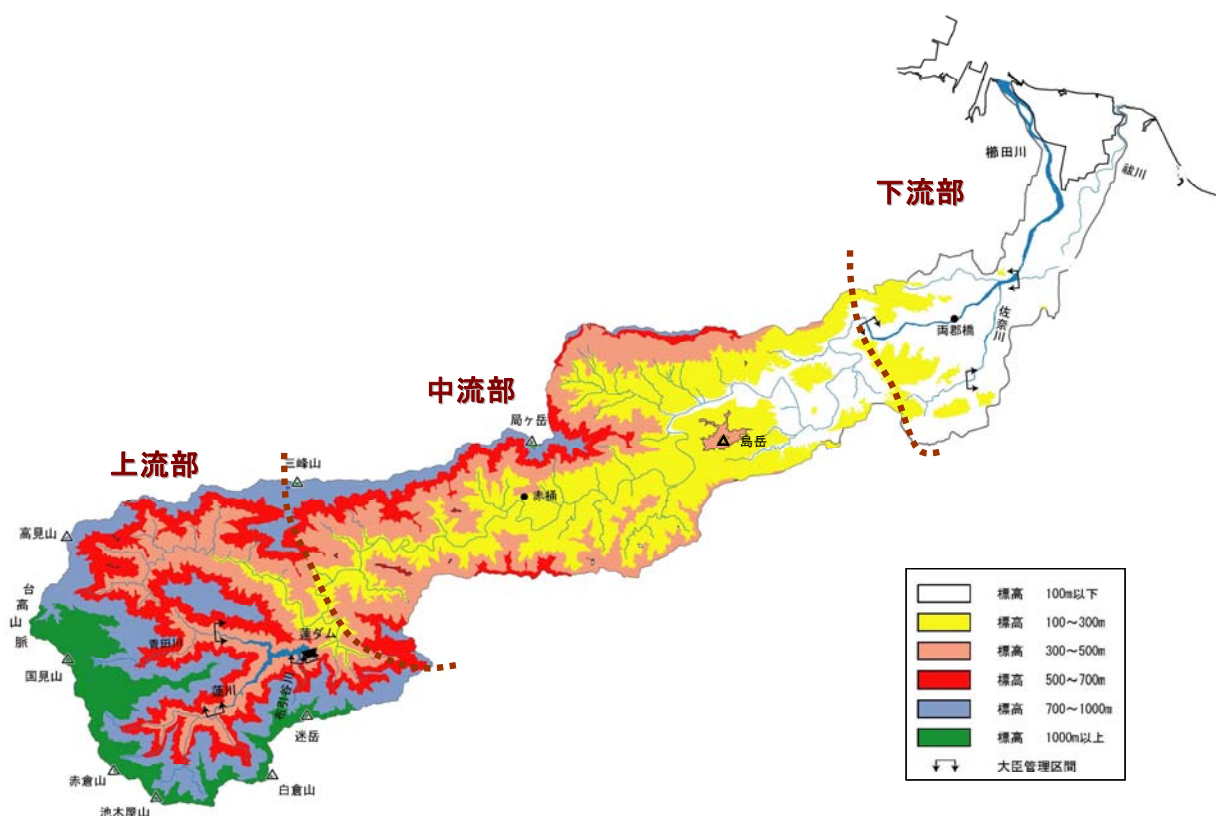 櫛田川
祓川
下流部
佐奈川
両郡橋
中流部
局ヶ岳
島岳
上流部
三峰山
赤桶
高見山
台高山脈
青田川
蓮ダム
国見山
蓮川
布引谷川
迷岳
赤倉山
白倉山
池木屋山
標高 100m以下
標高 100~300m
標高 300~500m
標高 500~700m
標高 700~1000m
標高 1000m以上
大臣管理区間